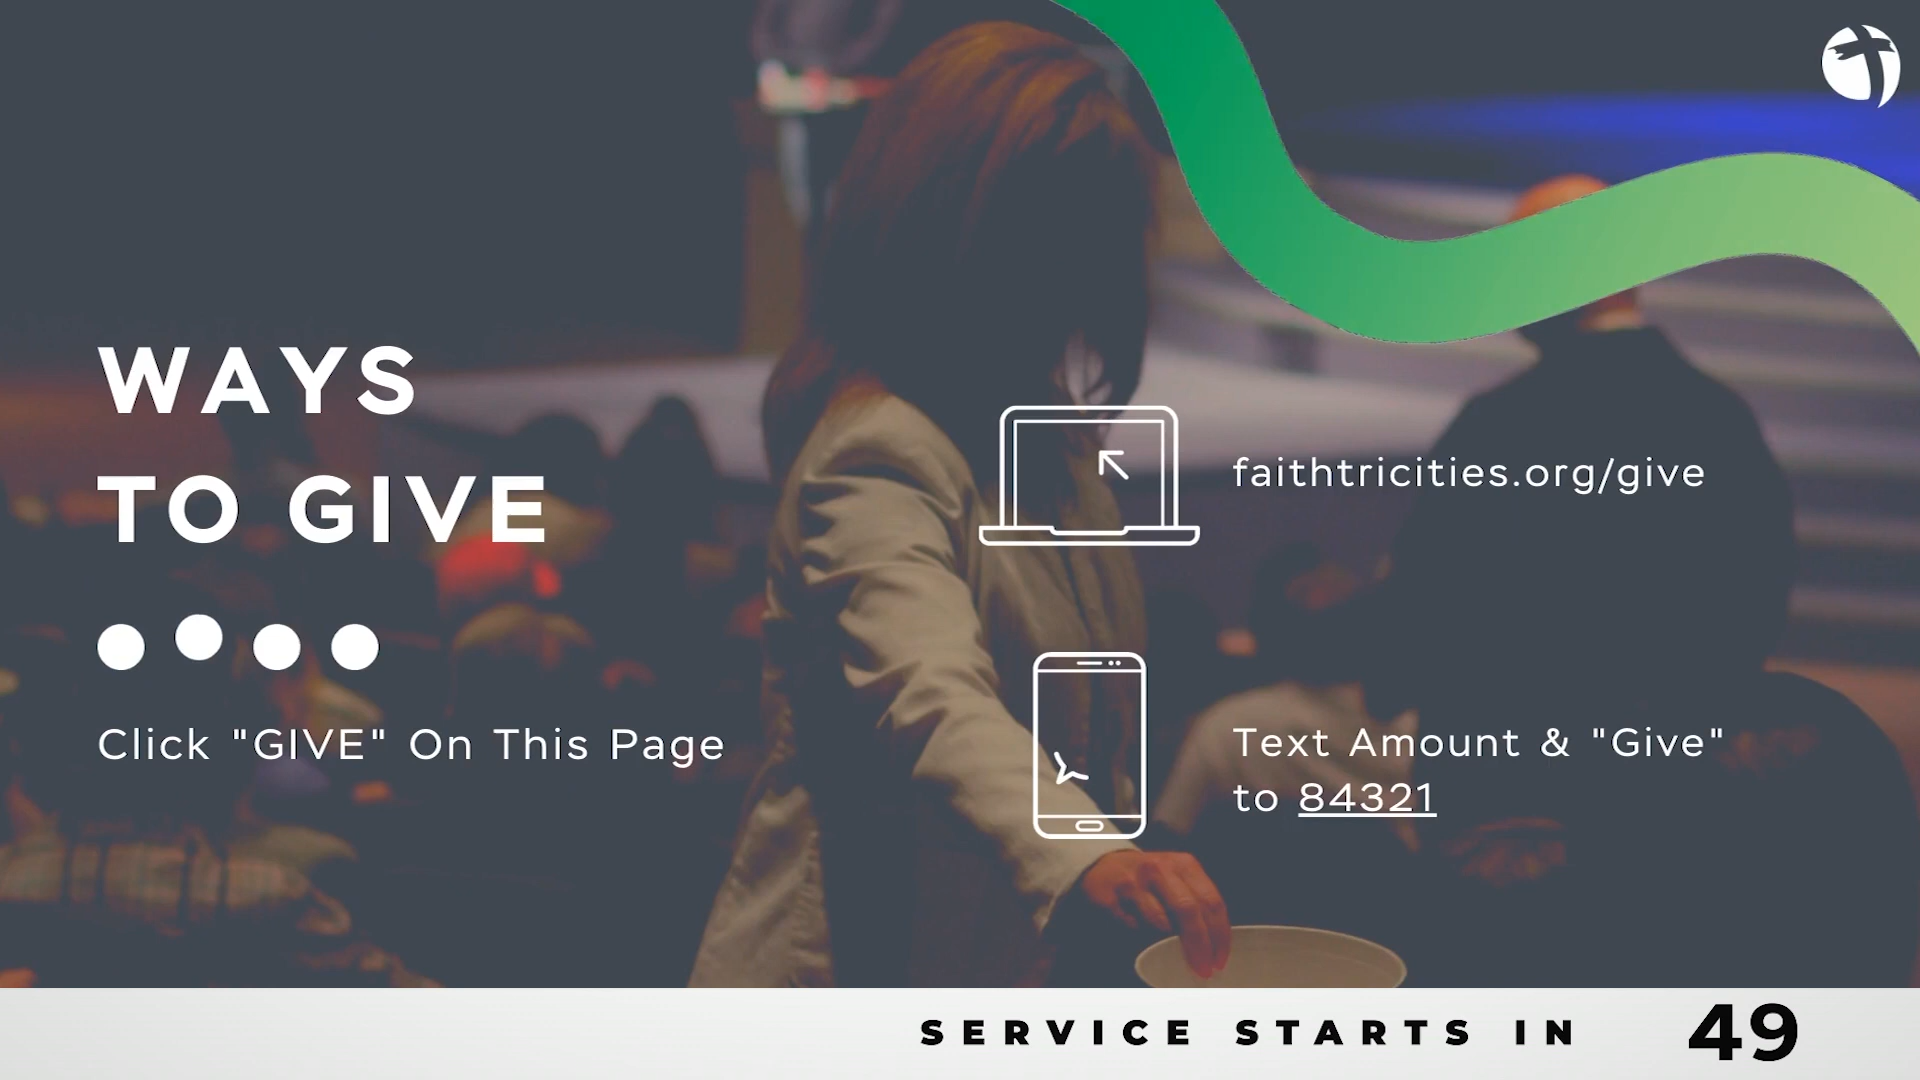 WAYS
TO GIVE
Click "GIVE" On This Page
faithtricities.org/give
Text Amount & "Give"
to 84321
SERVICE STARTS IN 49